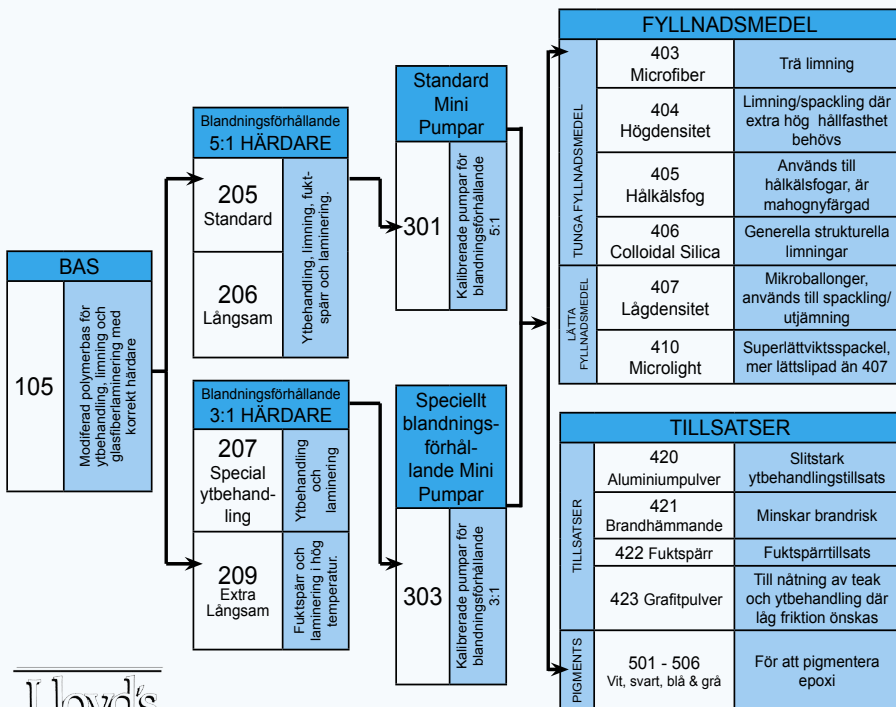 BAS
105
Modifierad polymerbas för
ytbehandling, limning och
glasfiberlaminering med
korrekt härdare
Blandningsförhållande
5:1 HÄRDARE
205
Standard
206
Långsam
Ytbehandling, limning, fukt-
spärr och laminering.
Blandningsförhållande
3:1 HÄRDARE
207
Special
ytbehand-
ling
Ytbehandling
och
laminering
209
Extra
Långsam
Fuktspärr och
laminering i hög
temperatur.
Standard
Mini
Pumpar
301
Kalibrerade pumpar för
blandningsförhållande
5:1
Speciellt
blandnings-
förhål-
lande Mini
Pumpar
303
Kalibrerade pumpar för
blandningsförhållande
3:1
FYLLNADSMEDEL
TUNGA FYLLNADSMEDEL
403
Microfiber
Trä limning
404
Högdensitet
Limning/spackling där
extra hög hållfasthet
behövs
405
Hålkälsfog
Används till
hålkälsfogar, är
mahognyfärgad
406
Colloidal Silica
Generella strukturella
limningar
LÄTTA
FYLLNADSMEDEL
407
Lågdensitet
Mikroballonger,
används till spackling/
utjämning
410
Microlight
Superlättviktsspackel,
mer lättslipad än 407
TILLSATSER
TILLSATSER
420
Aluminiumpulver
Slitstark
ytbehandlingstillsats
421
Brandhämmande
Minskar brandrisk
422 Fuktspärr
Fuktspärrtillsats
423 Grafitpulver
Till nåtning av teak
och ytbehandling där
låg friktion önskas
PIGMENTS
501 - 506
Vit, svart, blå & grå
För att pigmentera
epoxi
Lloyd's